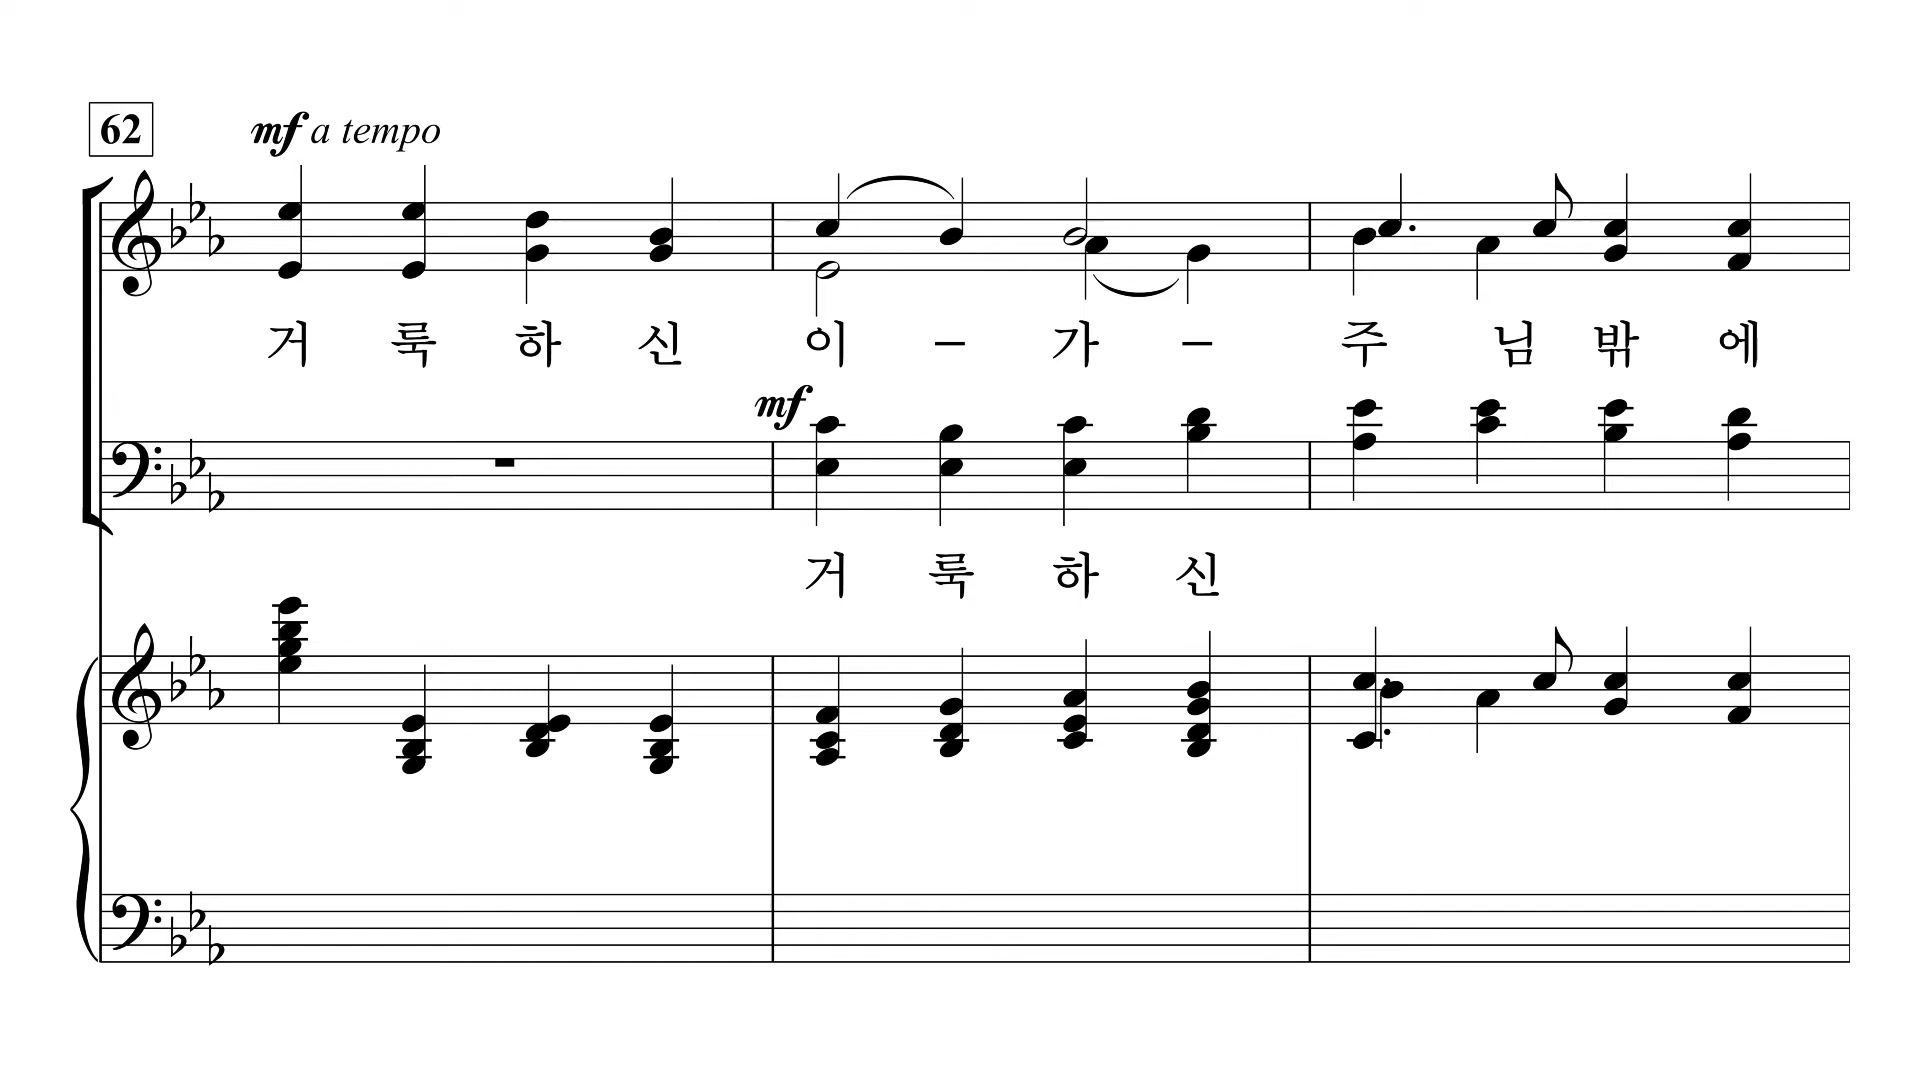 62 mf a tempo
거 룩 하 신 이 – 가 – 주 님 밖 에
mf
거 룩 하 신